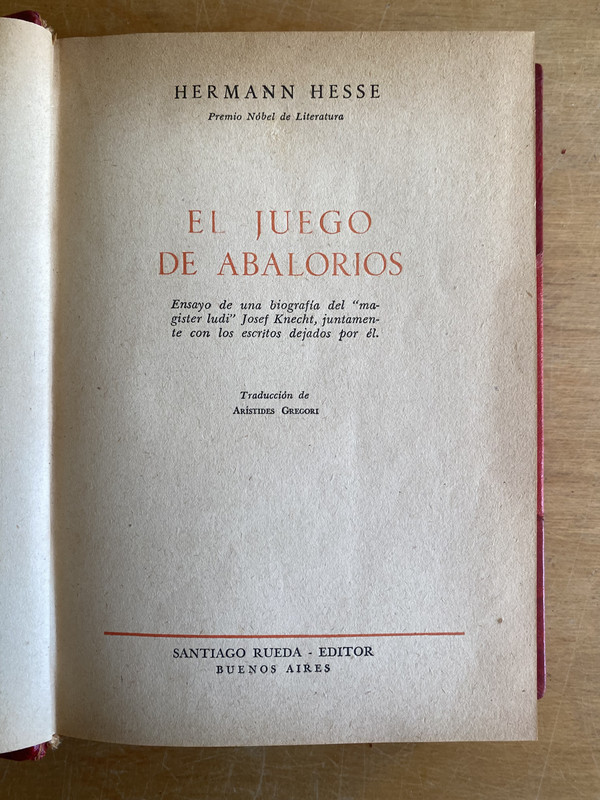 HERMANN HESSE
Premio Nóbel de Literatura
EL JUEGO
DE ABALORIOS
Ensayo de una biografía del "ma-
gister ludi" Josef Knecht, juntamen-
te con los escritos dejados por él.
Traducción de
Arístides Gregori
SANTIAGO RUEDA - EDITOR
BUENOS AIRES